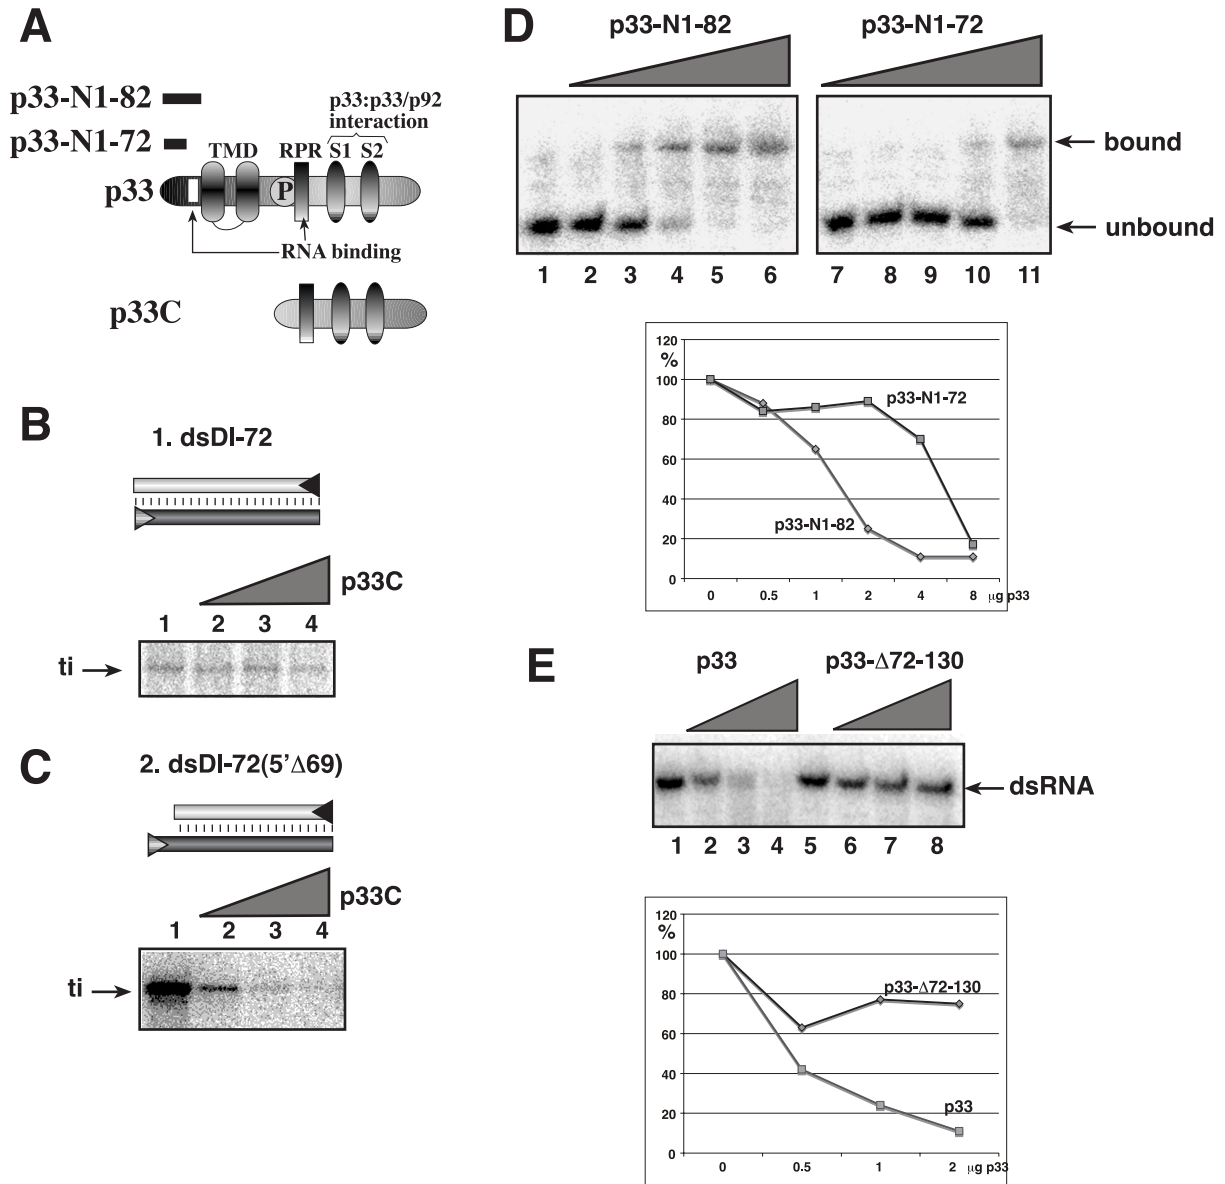 A
p33-N1-82
p33-N1-72
p33
p33:p33/p92
interaction
TMD
RPR
S1
S2
P
RNA binding
p33C
B
1. dsDI-72
p33C
1 2 3 4
ti
C
2. dsDI-72(5'Δ69)
p33C
1 2 3 4
ti
D
p33-N1-82
p33-N1-72
bound
unbound
1 2 3 4 5 6
7 8 9 10 11
120
%
100
80
60
40
20
0
p33-N1-72
p33-N1-82
0 0.5 1 2 4 8 μg p33
E
p33
p33-Δ72-130
dsRNA
1 2 3 4 5 6 7 8
120
%
100
80
60
40
20
0
p33-Δ72-130
p33
0 0.5 1 2 μg p33